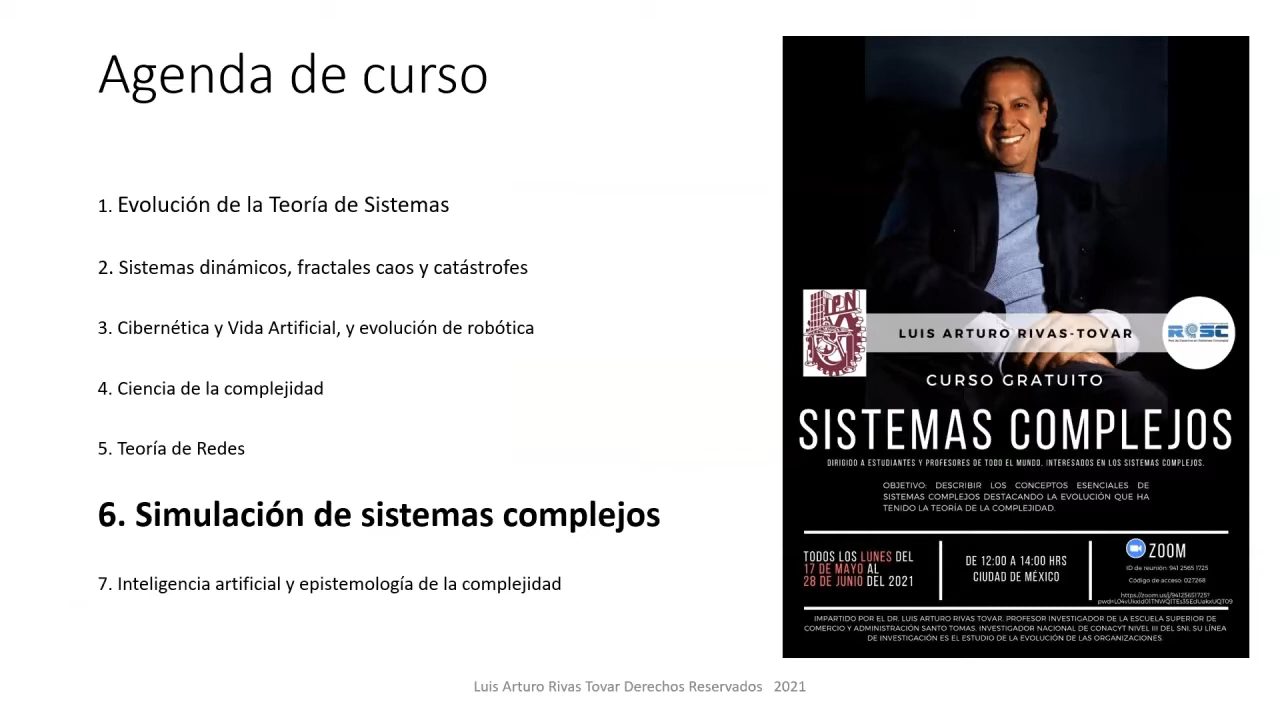 Agenda de curso
1. Evolución de la Teoría de Sistemas
2. Sistemas dinámicos, fractales caos y catástrofes
3. Cibernética y Vida Artificial, y evolución de robótica
4. Ciencia de la complejidad
5. Teoría de Redes
6. Simulación de sistemas complejos
7. Inteligencia artificial y epistemología de la complejidad
IPN
LUIS ARTURO RIVAS-TOVAR
CURSO GRATUITO
SISTEMAS COMPLEJOS
DIRIGIDO A ESTUDIANTES Y PROFESORES DE TODO EL MUNDO, INTERESADOS EN LOS SISTEMAS COMPLEJOS.
OBJETIVO: DESCRIBIR LOS CONCEPTOS ESENCIALES DE
SISTEMAS COMPLEJOS DESTACANDO LA EVOLUCIÓN QUE HA
TENIDO LA TEORÍA DE LA COMPLEJIDAD.
TODOS LOS LUNES DEL
17 DE MAYO AL
28 DE JUNIO DEL 2021
DE 12:00 A 14:00 HRS
CIUDAD DE MÉXICO
ZOOM
ID de reunión: 941 2565 1725
Código de acceso: 027268
https://zoom.us/j/94125651725?
IMPARTIDO POR EL DR. LUIS ARTURO RIVAS TOVAR. PROFESOR INVESTIGADOR DE LA ESCUELA SUPERIOR DE
COMERCIO Y ADMINISTRACIÓN SANTO TOMAS. INVESTIGADOR NACIONAL DE CONACYT NIVEL III DEL SNI. SU LÍNEA
DE INVESTIGACIÓN ES EL ESTUDIO DE LA EVOLUCIÓN DE LAS ORGANIZACIONES.
Luis Arturo Rivas Tovar Derechos Reservados 2021